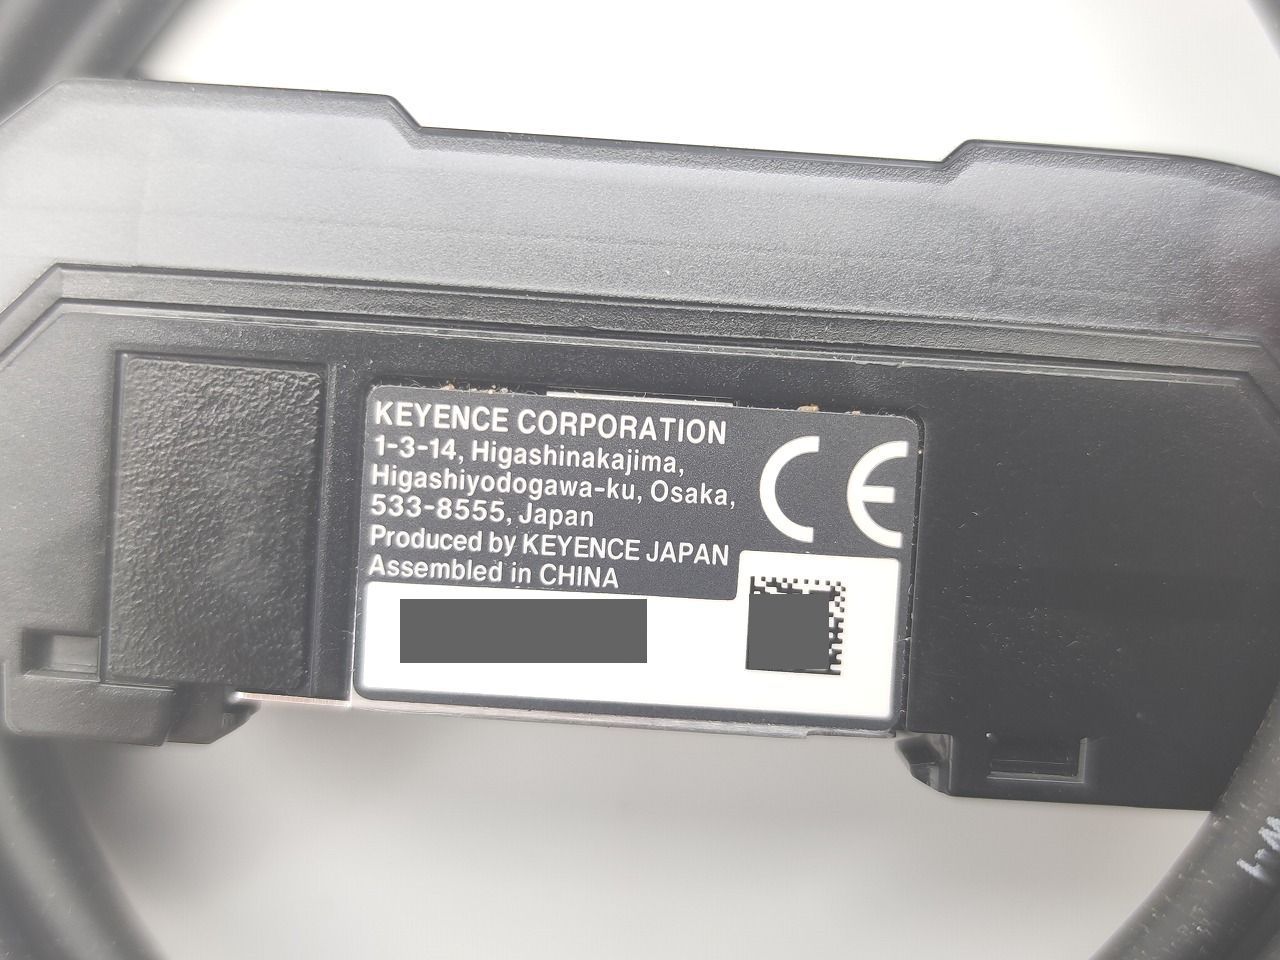 KEYENCE CORPORATION
1-3-14, Higashinakajima,
Higashiyodogawa-ku, Osaka,
533-8555, Japan
Produced by KEYENCE JAPAN
Assembled in CHINA
CE